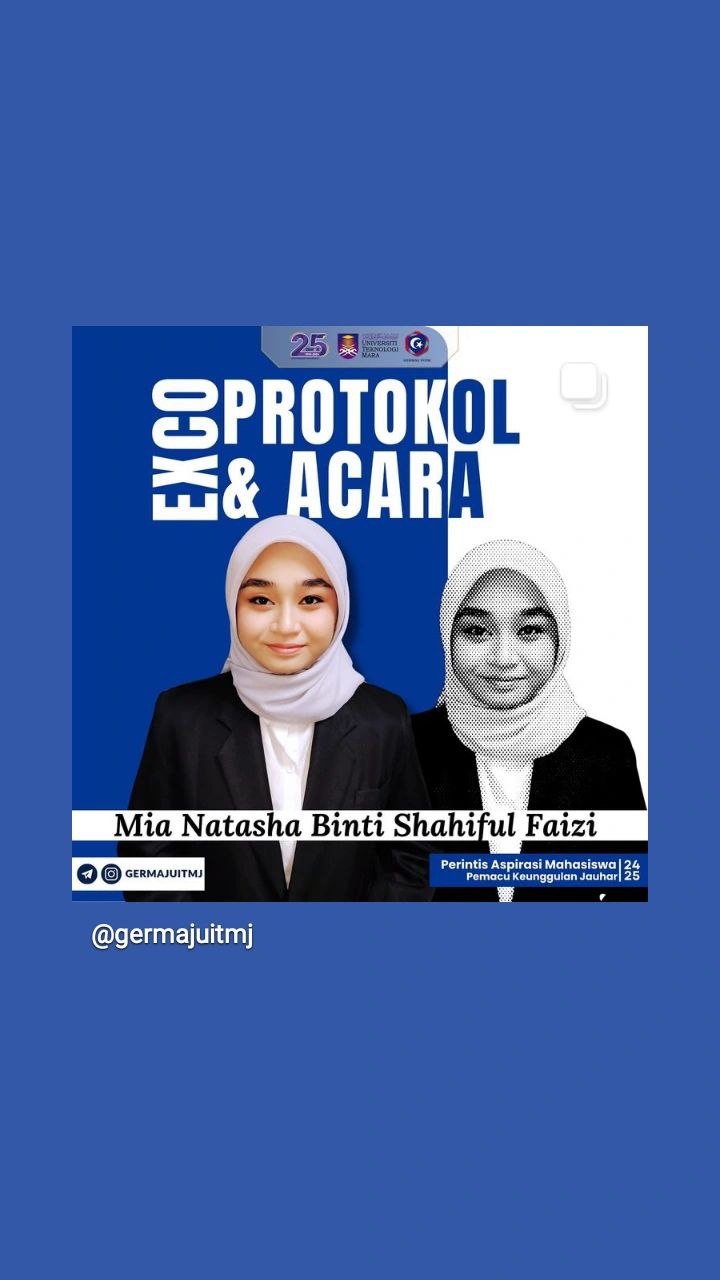 25
UNIVERSITI
TEKNOLOGI
MARA
EXCO
PROTOKOL
& ACARA
Mia Natasha Binti Shahiful Faizi
GERMAJUITMJ
Perintis Aspirasi Mahasiswa 24
Pemacu Keunggulan Jauhar 25
@germajuitmj